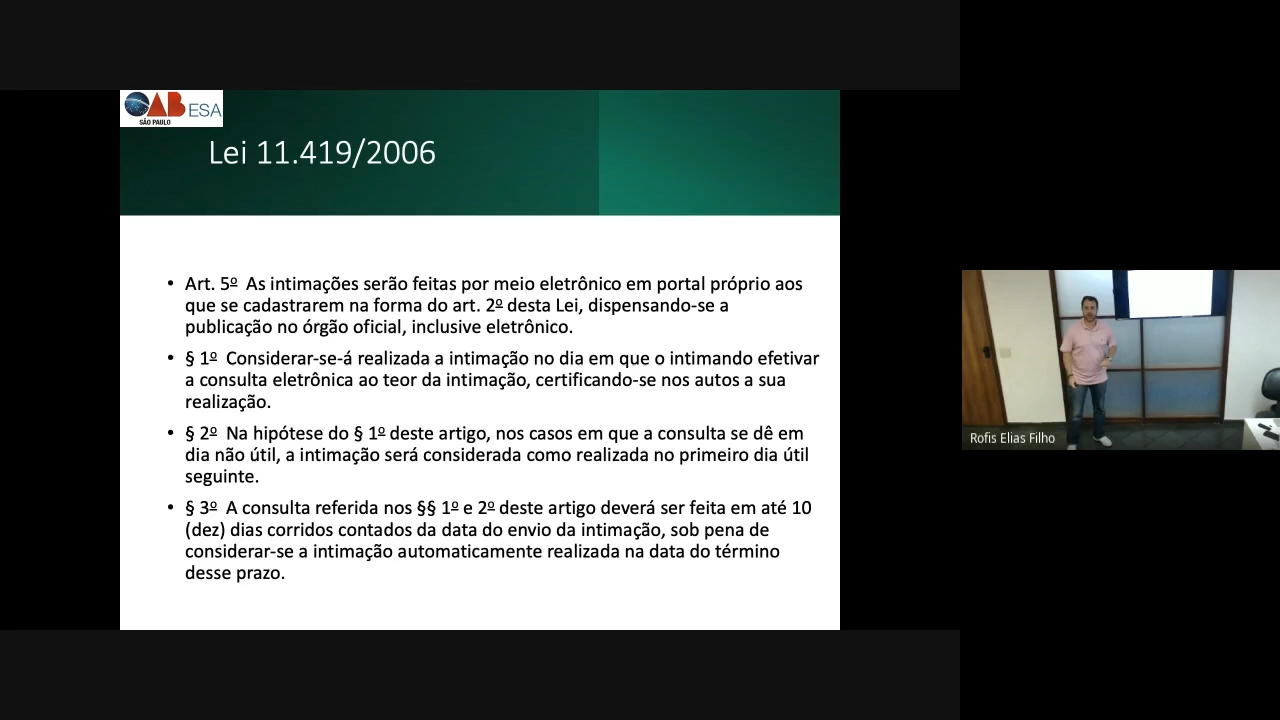 OAB ESA
SÃO PAULO
Lei 11.419/2006
• Art. 5º As intimações serão feitas por meio eletrônico em portal próprio aos
que se cadastrarem na forma do art. 2º desta Lei, dispensando-se a
publicação no órgão oficial, inclusive eletrônico.
• § 1º Considerar-se-á realizada a intimação no dia em que o intimando efetivar
a consulta eletrônica ao teor da intimação, certificando-se nos autos a sua
realização.
• § 2º Na hipótese do § 1º deste artigo, nos casos em que a consulta se dê em
dia não útil, a intimação será considerada como realizada no primeiro dia útil
seguinte.
• § 3º A consulta referida nos §§ 1º e 2º deste artigo deverá ser feita em até 10
(dez) dias corridos contados da data do envio da intimação, sob pena de
considerar-se a intimação automaticamente realizada na data do término
desse prazo.
Rofis Elias Filho